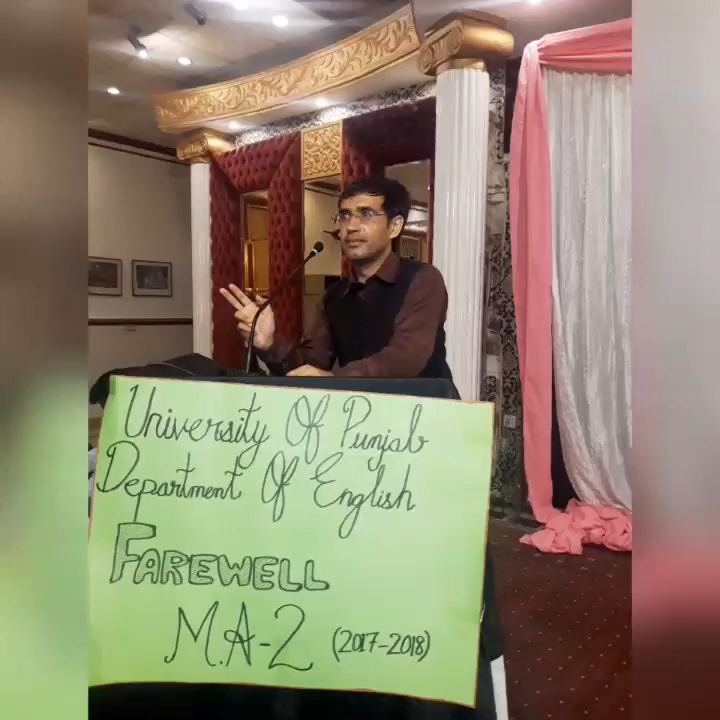 University Of Punjab
Department Of English
FAREWELL
M.A-2 (2017-2018)